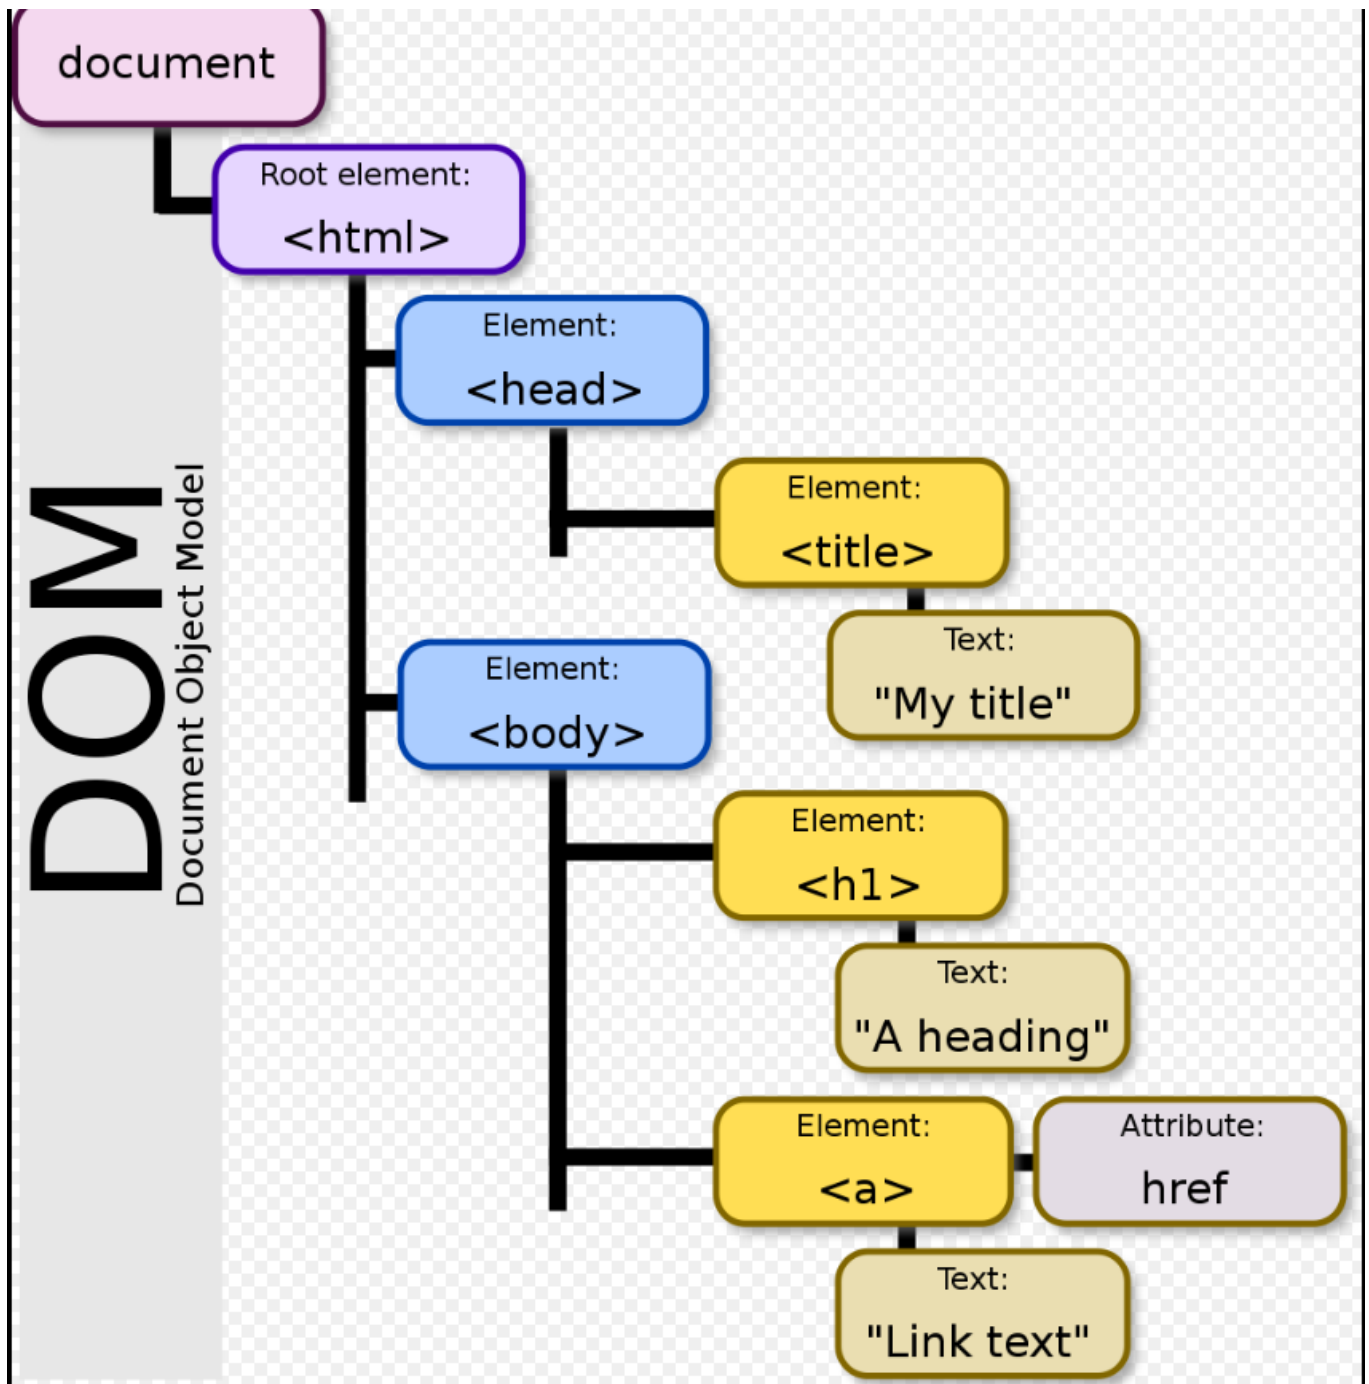 document
Root element:
<html>
Element:
<head>
Element:
<title>
Text:
"My title"
Element:
<body>
Element:
<h1>
Text:
"A heading"
Element:
<a>
Attribute:
href
Text:
"Link text"
DOM
Document Object Model